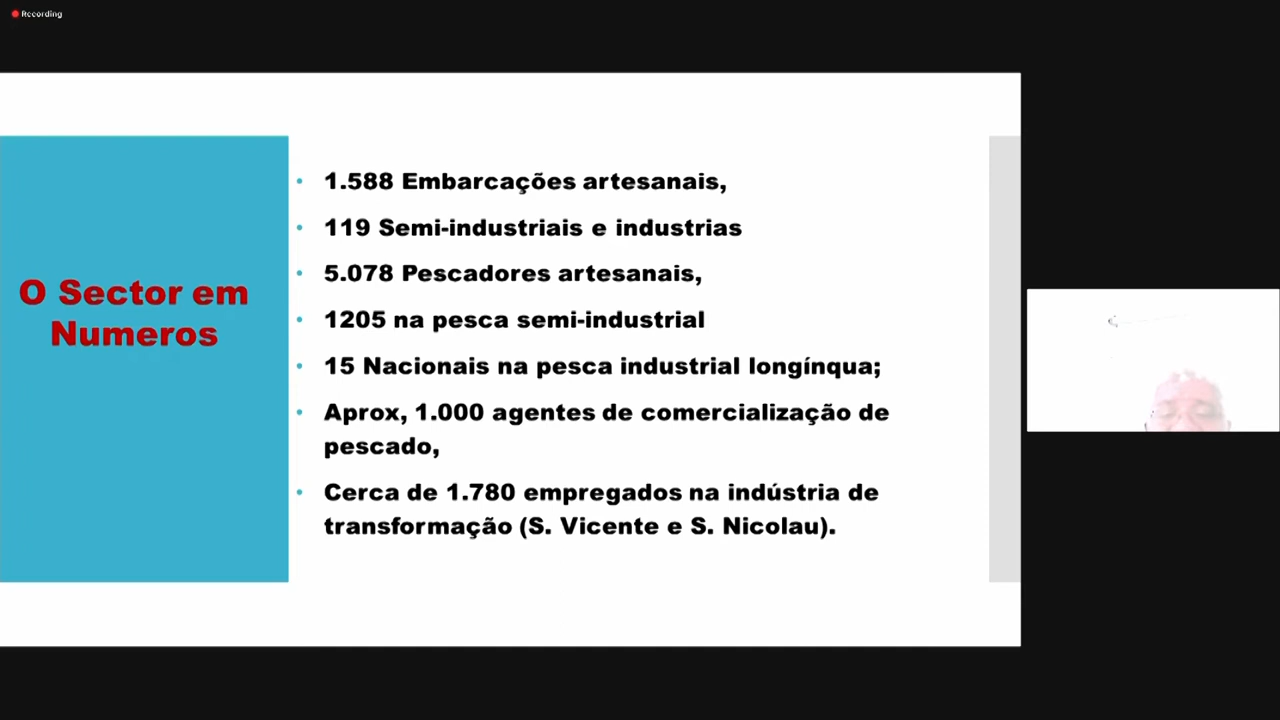 Recording
O Sector em
Numeros
• 1.588 Embarcações artesanais,
• 119 Semi-industriais e industrias
• 5.078 Pescadores artesanais,
• 1205 na pesca semi-industrial
• 15 Nacionais na pesca industrial longínqua;
• Aprox, 1.000 agentes de comercialização de
pescado,
• Cerca de 1.780 empregados na indústria de
transformação (S. Vicente e S. Nicolau).